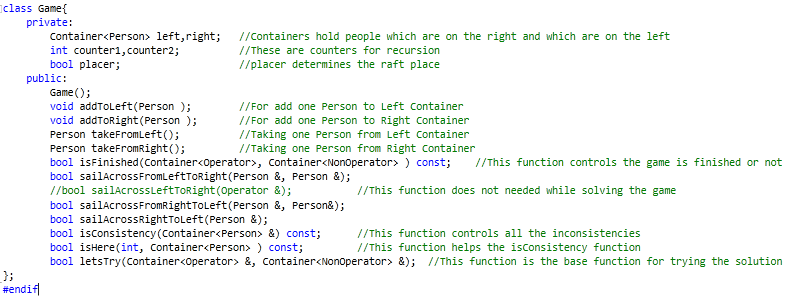 class Game{
private:
Container<Person> left,right; //Containers hold people which are on the right and which are on the left
int counter1,counter2; //These are counters for recursion
bool placer; //placer determines the raft place
public:
Game();
void addToLeft(Person ); //For add one Person to Left Container
void addToRight(Person ); //For add one Person to Right Container
Person takeFromLeft(); //Taking one Person from Left Container
Person takeFromRight(); //Taking one Person from Right Container
bool isFinished(Container<Operator>, Container<NonOperator> ) const; //This function controls the game is finished or not
bool sailAcrossFromLeftToRight(Person &, Person &);
//bool sailAcrossLeftToRight(Operator &); //This function does not needed while solving the game
bool sailAcrossFromRightToLeft(Person &, Person&);
bool sailAcrossRightToLeft(Person &);
bool isConsistency(Container<Person> &) const; //This function controls all the inconsistencies
bool isHere(int, Container<Person> ) const; //This function helps the isConsistency function
bool letsTry(Container<Operator> &, Container<NonOperator> &); //This function is the base function for trying the solution
};
#endif